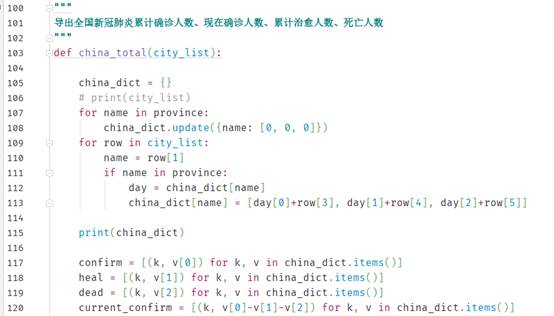 100 """
101 导出全国新冠肺炎累计确诊人数、现在确诊人数、累计治愈人数、死亡人数
102 """
103 def china_total(city_list):
104
105     china_dict = {}
106     # print(city_list)
107     for name in province:
108         china_dict.update({name: [0, 0, 0]})
109     for row in city_list:
110         name = row[1]
111         if name in province:
112             day = china_dict[name]
113             china_dict[name] = [day[0]+row[3], day[1]+row[4], day[2]+row[5]]
114
115     print(china_dict)
116
117     confirm = [(k, v[0]) for k, v in china_dict.items()]
118     heal = [(k, v[1]) for k, v in china_dict.items()]
119     dead = [(k, v[2]) for k, v in china_dict.items()]
120     current_confirm = [(k, v[0]-v[1]-v[2]) for k, v in china_dict.items()]